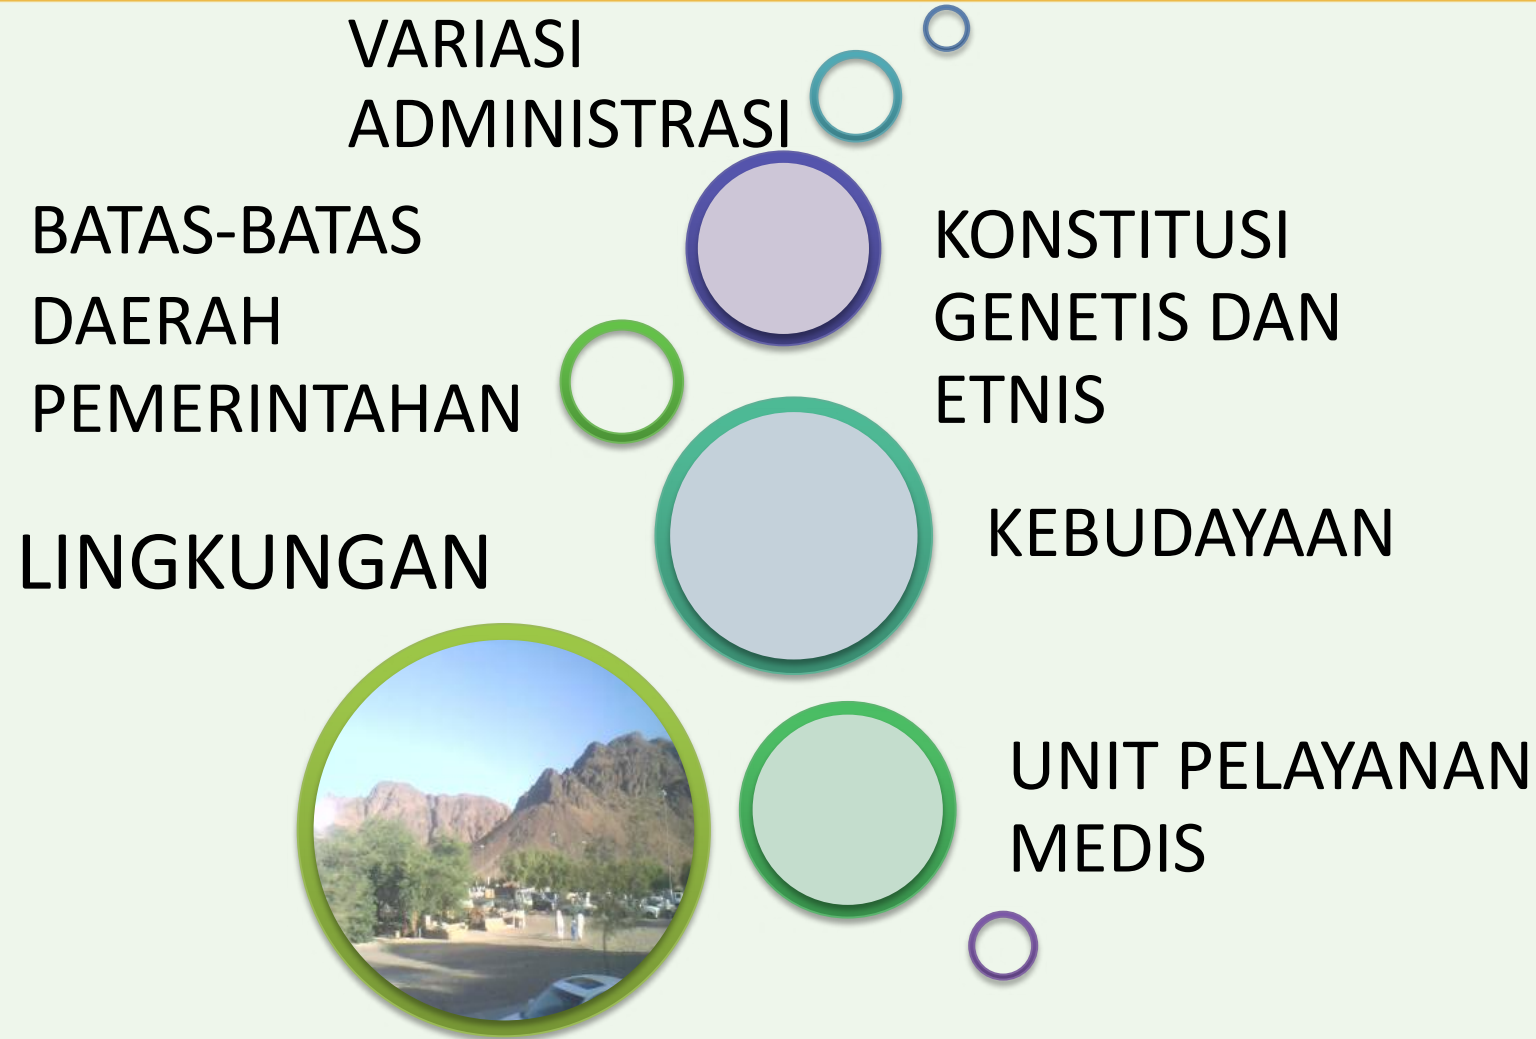 VARIASI
ADMINISTRASI
BATAS-BATAS
DAERAH
PEMERINTAHAN
KONSTITUSI
GENETIS DAN
ETNIS
LINGKUNGAN
KEBUDAYAAN
UNIT PELAYANAN
MEDIS